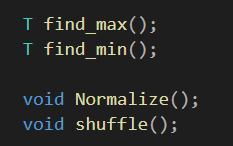 T find_max();
T find_min();
void Normalize();
void shuffle();